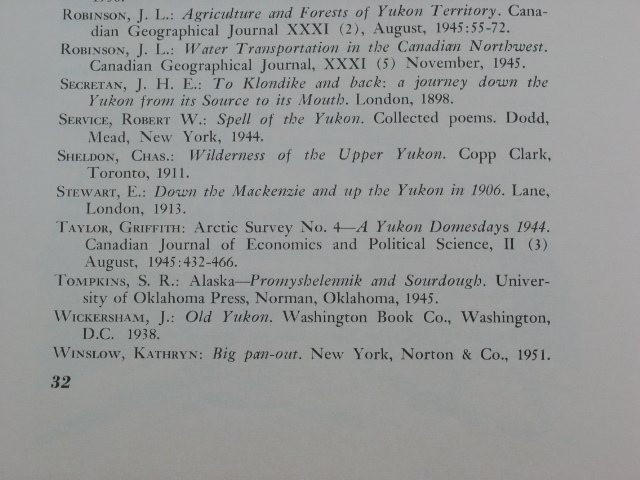 ROBINSON, J. L.: Agriculture and Forests of Yukon Territory. Cana-
dian Geographical Journal XXXI (2), August, 1945:55-72.
ROBINSON, J. L.: Water Transportation in the Canadian Northwest.
Canadian Geographical Journal, XXXI (5) November, 1945.
SECRETAN, J. H. E.: To Klondike and back: a journey down the
Yukon from its Source to its Mouth. London, 1898.
SERVICE, ROBERT W.: Spell of the Yukon. Collected poems. Dodd,
Mead, New York, 1944.
SHELDON, CHAS.: Wilderness of the Upper Yukon. Copp Clark,
Toronto, 1911.
STEWART, E.: Down the Mackenzie and up the Yukon in 1906. Lane,
London, 1913.
TAYLOR, GRIFFITH: Arctic Survey No. 4—A Yukon Domesdays 1944.
Canadian Journal of Economics and Political Science, II (3)
August, 1945:432-466.
TOMPKINS, S. R.: Alaska—Promyshelennik and Sourdough. Univer-
sity of Oklahoma Press, Norman, Oklahoma, 1945.
WICKERSHAM, J.: Old Yukon. Washington Book Co., Washington,
D.C. 1938.
WINSLOW, KATHRYN: Big pan-out. New York, Norton & Co., 1951.
32